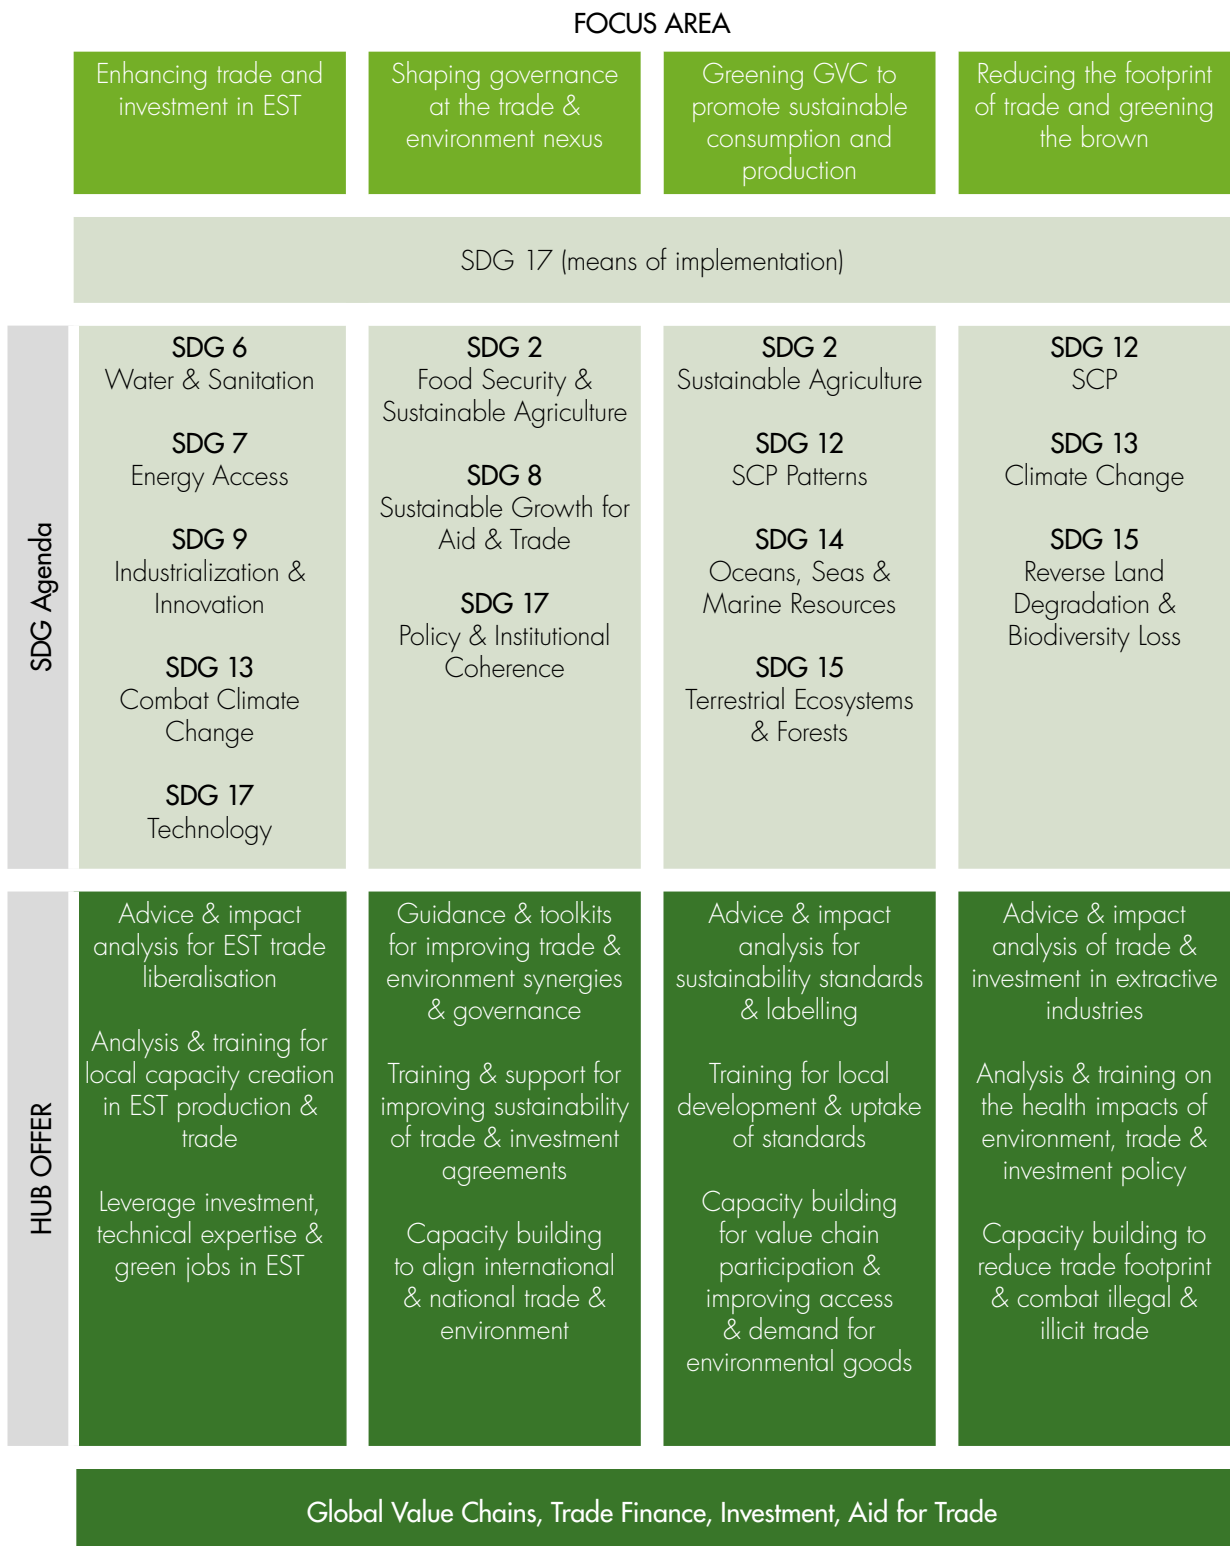 FOCUS AREA
Enhancing trade and
investment in EST
Shaping governance
at the trade &
environment nexus
Greening GVC to
promote sustainable
consumption and
production
Reducing the footprint
of trade and greening
the brown
SDG 17 (means of implementation)
SDG Agenda
SDG 6
Water & Sanitation
SDG 7
Energy Access
SDG 9
Industrialization &
Innovation
SDG 13
Combat Climate
Change
SDG 17
Technology
SDG 2
Food Security &
Sustainable Agriculture
SDG 8
Sustainable Growth for
Aid & Trade
SDG 17
Policy & Institutional
Coherence
SDG 2
Sustainable Agriculture
SDG 12
SCP Patterns
SDG 14
Oceans, Seas &
Marine Resources
SDG 15
Terrestrial Ecosystems
& Forests
SDG 12
SCP
SDG 13
Climate Change
SDG 15
Reverse Land
Degradation &
Biodiversity Loss
HUB OFFER
Advice & impact
analysis for EST trade
liberalisation
Analysis & training for
local capacity creation
in EST production &
trade
Leverage investment,
technical expertise &
green jobs in EST
Guidance & toolkits
for improving trade &
environment synergies
& governance
Training & support for
improving sustainability
of trade & investment
agreements
Capacity building
to align international
& national trade &
environment
Advice & impact
analysis for
sustainability standards
& labelling
Training for local
development & uptake
of standards
Capacity building
for value chain
participation &
improving access
& demand for
environmental goods
Advice & impact
analysis of trade &
investment in extractive
industries
Analysis & training on
the health impacts of
environment, trade &
investment policy
Capacity building to
reduce trade footprint
& combat illegal &
illicit trade
Global Value Chains, Trade Finance, Investment, Aid for Trade